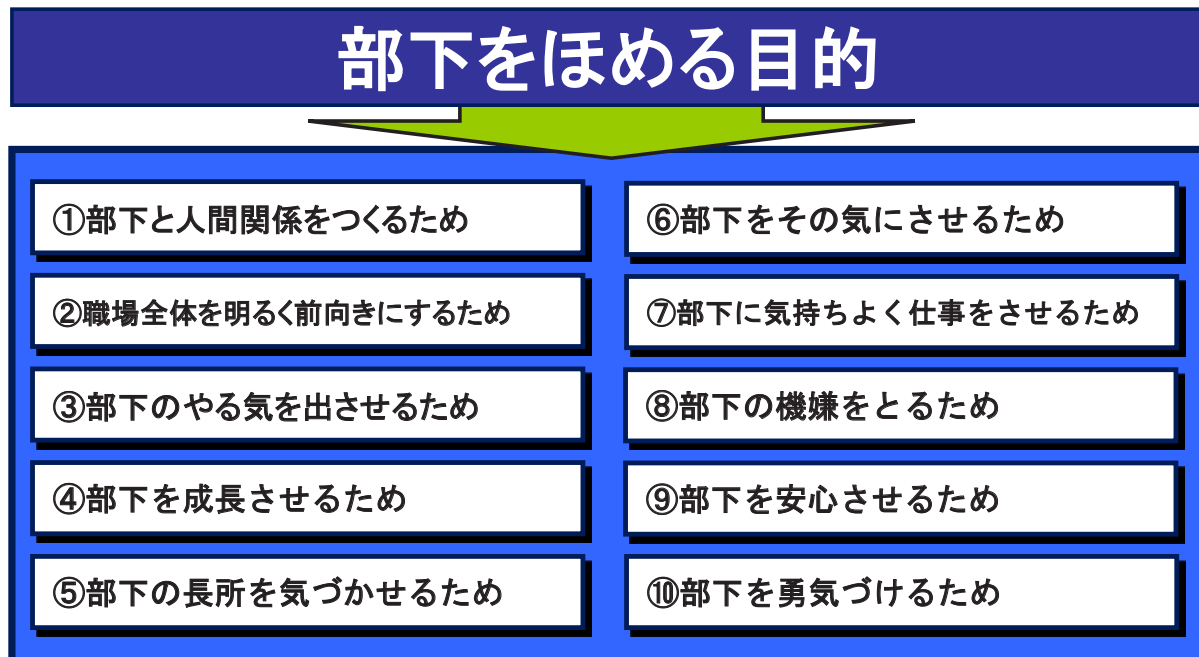 部下をほめる目的
①部下と人間関係をつくるため
②職場全体を明るく前向きにするため
③部下のやる気を出させるため
④部下を成長させるため
⑤部下の長所を気づかせるため
⑥部下をその気にさせるため
⑦部下に気持ちよく仕事をさせるため
⑧部下の機嫌をとるため
⑨部下を安心させるため
⑩部下を勇気づけるため